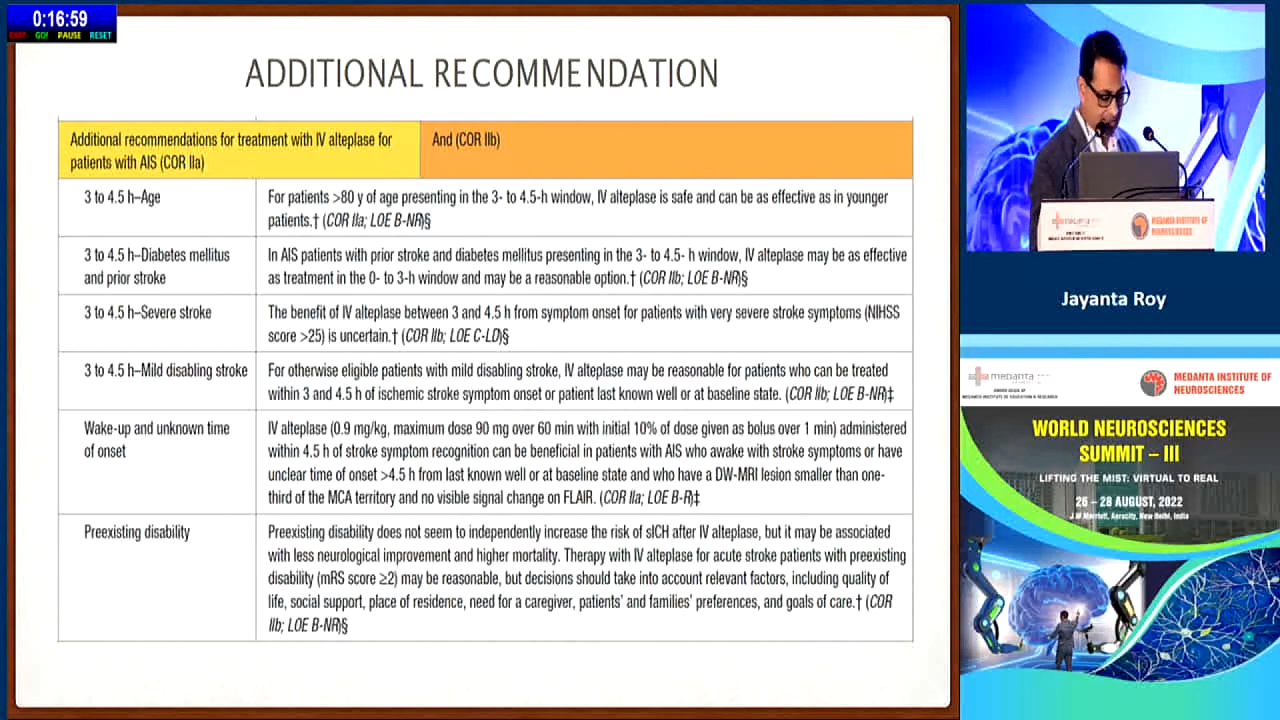 0:16:59
GO! PAUSE RESET
ADDITIONAL RECOMMENDATION
Additional recommendations for treatment with IV alteplase for
patients with AIS (COR IIa)
And (COR IIb)
3 to 4.5 h–Age
For patients >80 y of age presenting in the 3- to 4.5-h window, IV alteplase is safe and can be as effective as in younger
patients.† (COR IIa; LOE B-NR)§
3 to 4.5 h–Diabetes mellitus
and prior stroke
In AIS patients with prior stroke and diabetes mellitus presenting in the 3- to 4.5- h window, IV alteplase may be as effective
as treatment in the 0- to 3-h window and may be a reasonable option.† (COR IIb; LOE B-NR)§
3 to 4.5 h–Severe stroke
The benefit of IV alteplase between 3 and 4.5 h from symptom onset for patients with very severe stroke symptoms (NIHSS
score >25) is uncertain.† (COR IIb; LOE C-LD)§
3 to 4.5 h–Mild disabling stroke
For otherwise eligible patients with mild disabling stroke, IV alteplase may be reasonable for patients who can be treated
within 3 and 4.5 h of ischemic stroke symptom onset or patient last known well or at baseline state. (COR IIb; LOE B-NR)‡
Wake-up and unknown time
of onset
IV alteplase (0.9 mg/kg, maximum dose 90 mg over 60 min with initial 10% of dose given as bolus over 1 min) administered
within 4.5 h of stroke symptom recognition can be beneficial in patients with AIS who awake with stroke symptoms or have
unclear time of onset >4.5 h from last known well or at baseline state and who have a DW-MRI lesion smaller than one-
third of the MCA territory and no visible signal change on FLAIR. (COR IIa; LOE B-R)‡
Preexisting disability
Preexisting disability does not seem to independently increase the risk of sICH after IV alteplase, but it may be associated
with less neurological improvement and higher mortality. Therapy with IV alteplase for acute stroke patients with preexisting
disability (mRS score ≥2) may be reasonable, but decisions should take into account relevant factors, including quality of
life, social support, place of residence, need for a caregiver, patients' and families' preferences, and goals of care.† (COR
IIb; LOE B-NR)§
medanta
MEDANTA INSTITUTE OF
NEUROSCIENCES
Jayanta Roy
medanta
MEDANTA INSTITUTE OF EDUCATION & RESEARCH
MEDANTA INSTITUTE OF
NEUROSCIENCES
WORLD NEUROSCIENCES
SUMMIT – III
LIFTING THE MIST: VIRTUAL TO REAL
26 – 28 AUGUST, 2022
J W Marriott, Aerocity, New Delhi, India